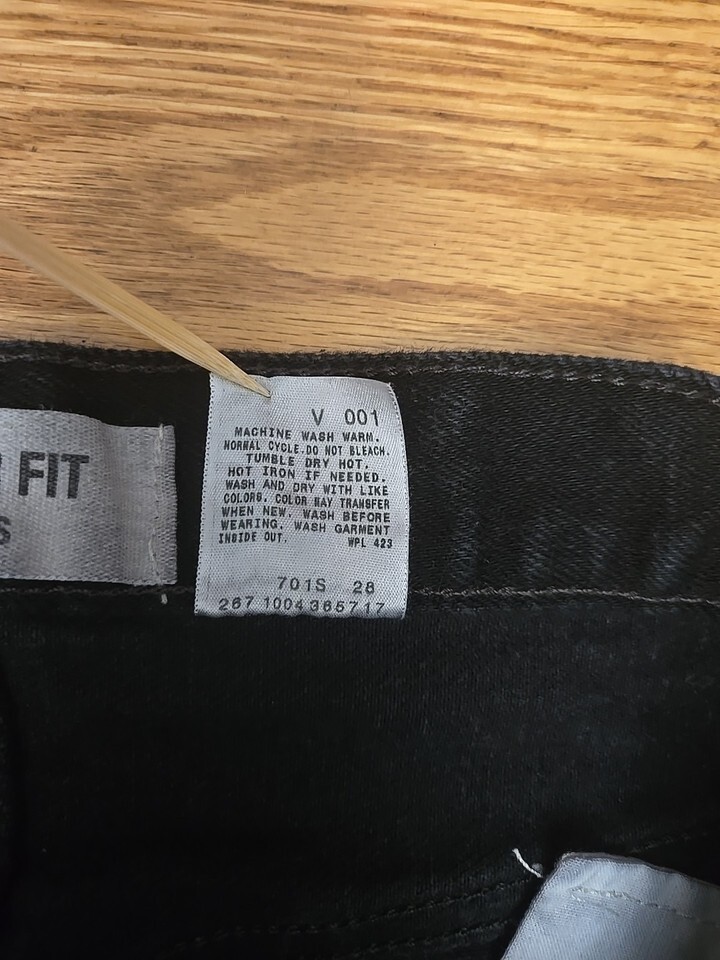 FIT
S
V 001
MACHINE WASH WARM.
NORMAL CYCLE.DO NOT BLEACH.
TUMBLE DRY HOT.
HOT IRON IF NEEDED.
WASH AND DRY WITH LIKE
COLORS. COLOR MAY TRANSFER
WHEN NEW. WASH BEFORE
WEARING. WASH GARMENT
INSIDE OUT. WPL 423
701S 28
267 1004365717